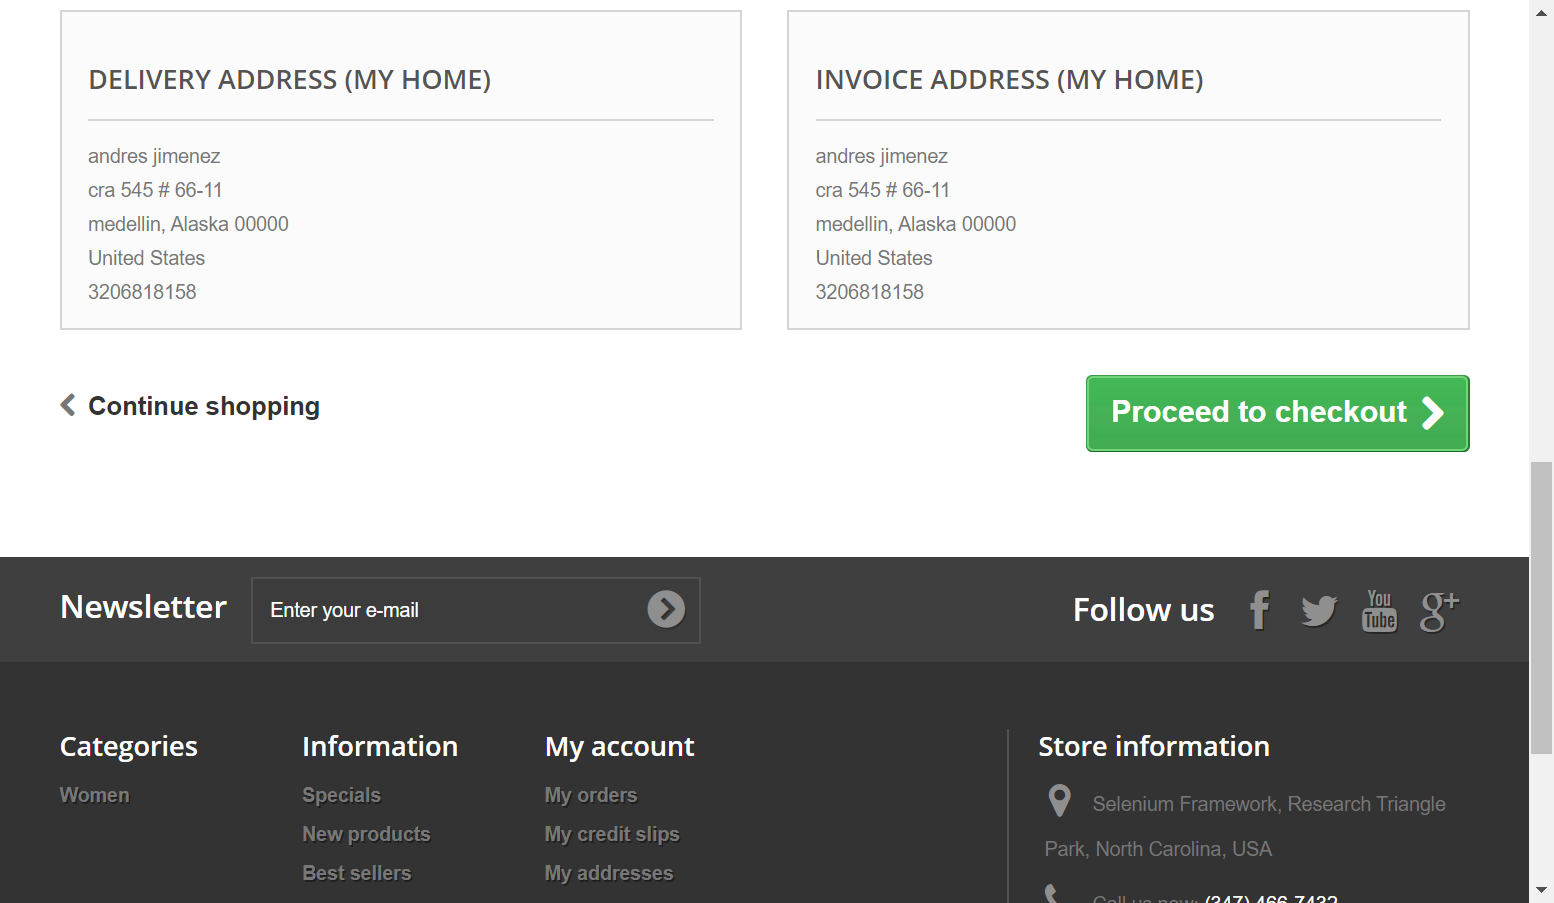 DELIVERY ADDRESS (MY HOME)
andres jimenez
cra 545 # 66-11
medellin, Alaska 00000
United States
3206818158
INVOICE ADDRESS (MY HOME)
andres jimenez
cra 545 # 66-11
medellin, Alaska 00000
United States
3206818158
Continue shopping
Proceed to checkout
Newsletter
Enter your e-mail
Follow us
You
Tube
g+
Categories
Women
Information
Specials
New products
Best sellers
My account
My orders
My credit slips
My addresses
Store information
Selenium Framework, Research Triangle
Park, North Carolina, USA
Call us now: (347) 466-7432